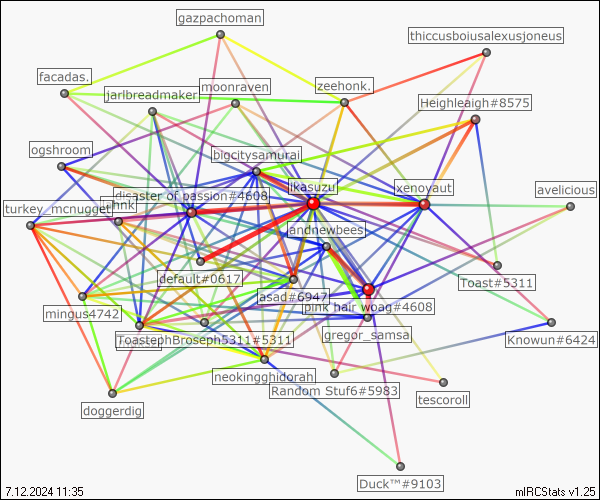 gazpachoman
thiccusboiusalexusjoneus
facadas.
jarlbreadmaker
moonraven
zeehonk.
Heighleaigh#8575
ogshroom
bigcitysamurai
disaster of passion#4608
ikasuzu
xenoyaut
avelicious
turkey_mcnugget
hnk
andnewbees
default#0617
asad#6947
Toast#5311
mingus4742
pink hair woag#4608
ToastephBroseph5311#5311
gregor_samsa
Knowun#6424
neokingghidorah
Random Stuf6#5983
tescoroll
doggerdig
Duck™#9103
7.12.2024 11:35
mIRCStats v1.25